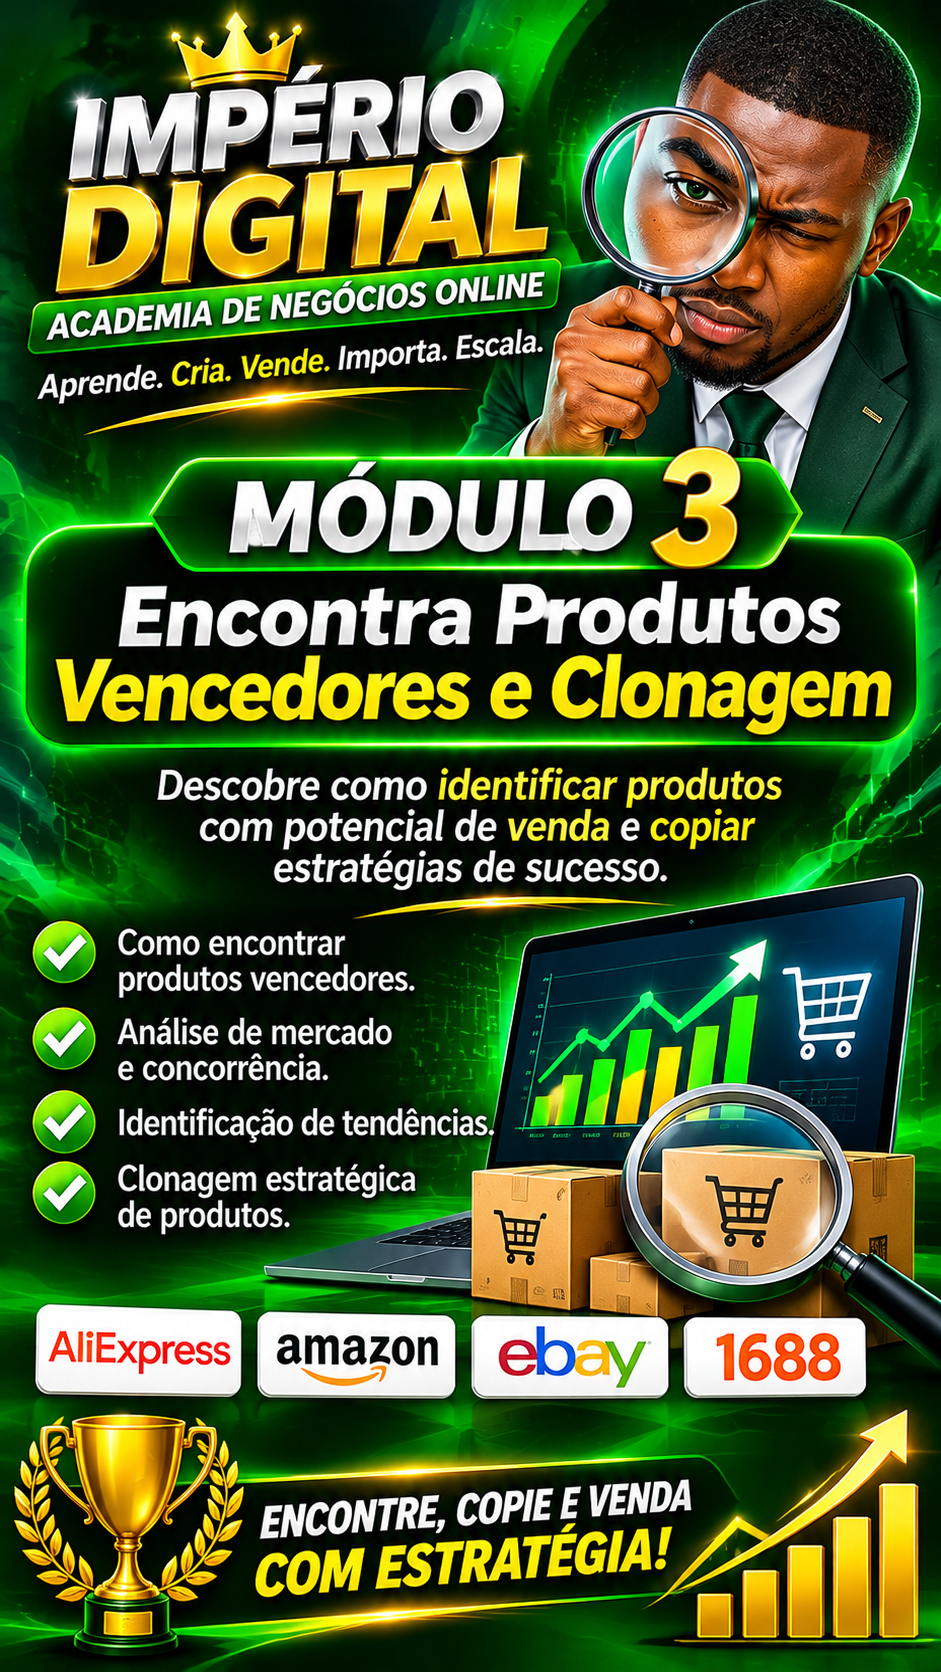 IMPÉRIO
DIGITAL
ACADEMIA DE NEGÓCIOS ONLINE
Aprende. Cria. Vende. Importa. Escala.
MÓDULO 3
Encontra Produtos
Vencedores e Clonagem
Descobre como identificar produtos
com potencial de venda e copiar
estratégias de sucesso.
Como encontrar
produtos vencedores.
Análise de mercado
e concorrência.
Identificação de tendências.
Clonagem estratégica
de produtos.
AliExpress
amazon
ebay
1688
ENCONTRE, COPIE E VENDA
COM ESTRATÉGIA!